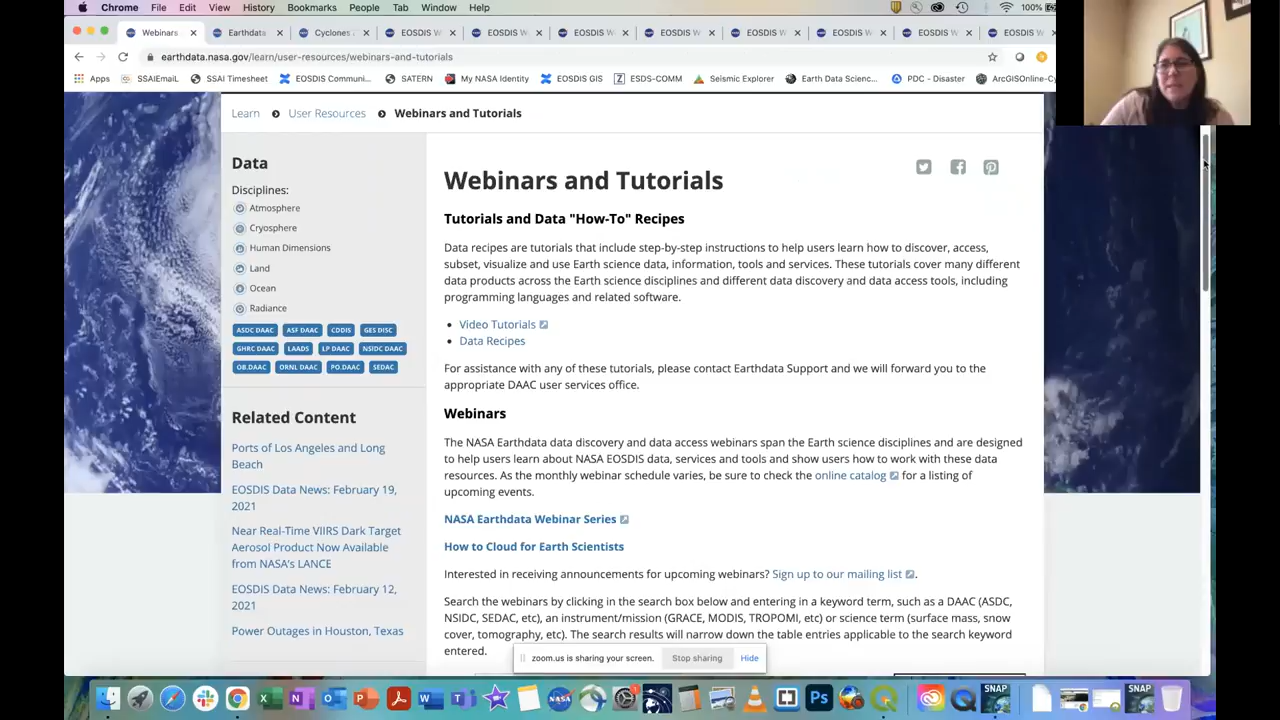 Chrome File Edit View History Bookmarks People Tab Window Help 100%
Webinars Earthdata Cyclones EOSDIS W EOSDIS W EOSDIS W EOSDIS W EOSDIS W EOSDIS W EOSDIS W EOSDIS W
earthdata.nasa.gov/learn/user-resources/webinars-and-tutorials
Apps SSAIEmaiL SSAI Timesheet EOSDIS Communi... SATERN My NASA Identity EOSDIS GIS ESDS-COMM Seismic Explorer Earth Data Scienc... PDC - Disaster ArcGISOnline-Cy
Learn User Resources Webinars and Tutorials
Data
Disciplines:
Atmosphere
Cryosphere
Human Dimensions
Land
Ocean
Radiance
ASDC DAAC ASF DAAC CDDIS GES DISC
GHRC DAAC LAADS LP DAAC NSIDC DAAC
OB.DAAC ORNL DAAC PO.DAAC SEDAC
Related Content
Ports of Los Angeles and Long
Beach
EOSDIS Data News: February 19,
2021
Near Real-Time VIIRS Dark Target
Aerosol Product Now Available
from NASA's LANCE
EOSDIS Data News: February 12,
2021
Power Outages in Houston, Texas
Webinars and Tutorials
Tutorials and Data "How-To" Recipes
Data recipes are tutorials that include step-by-step instructions to help users learn how to discover, access,
subset, visualize and use Earth science data, information, tools and services. These tutorials cover many different
data products across the Earth science disciplines and different data discovery and data access tools, including
programming languages and related software.
• Video Tutorials
• Data Recipes
For assistance with any of these tutorials, please contact Earthdata Support and we will forward you to the
appropriate DAAC user services office.
Webinars
The NASA Earthdata data discovery and data access webinars span the Earth science disciplines and are designed
to help users learn about NASA EOSDIS data, services and tools and show users how to work with these data
resources. As the monthly webinar schedule varies, be sure to check the online catalog for a listing of
upcoming events.
NASA Earthdata Webinar Series
How to Cloud for Earth Scientists
Interested in receiving announcements for upcoming webinars? Sign up to our mailing list.
Search the webinars by clicking in the search box below and entering in a keyword term, such as a DAAC (ASDC,
NSIDC, SEDAC, etc), an instrument/mission (GRACE, MODIS, TROPOMI, etc) or science term (surface mass, snow
cover, tomography, etc). The search results will narrow down the table entries applicable to the search keyword
entered.
zoom.us is sharing your screen. Stop sharing Hide
SNAP SNAP